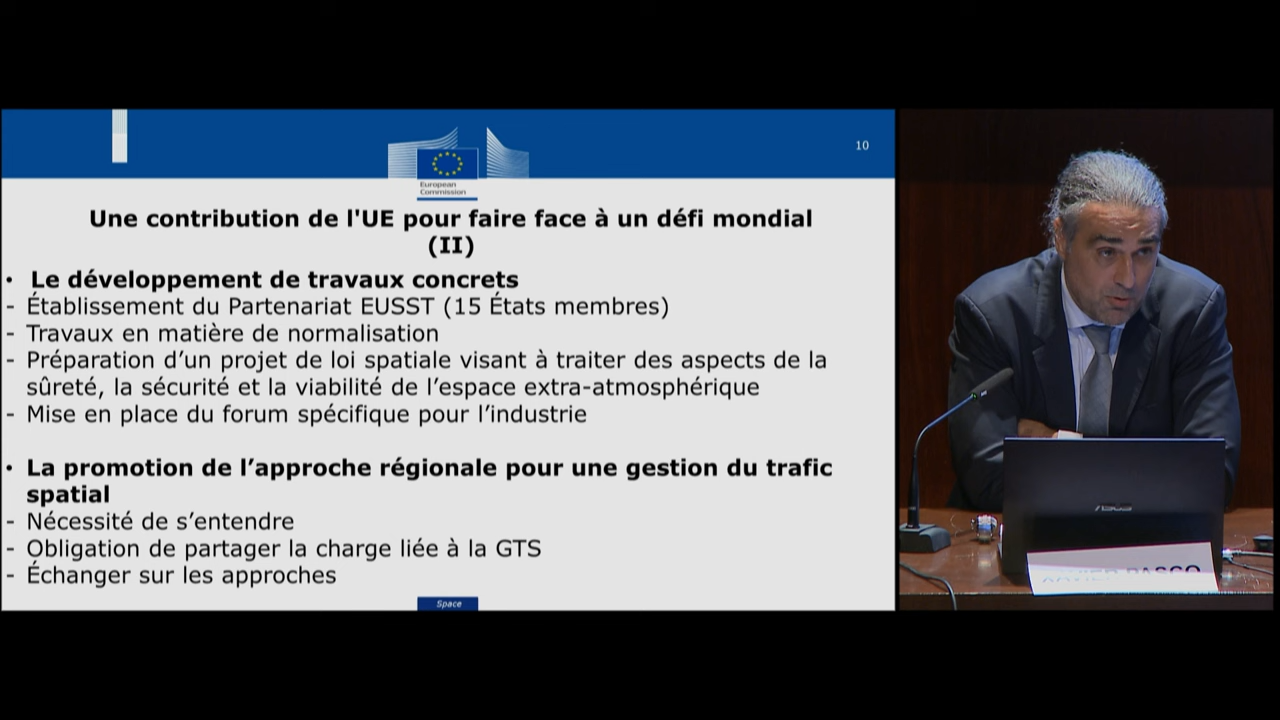 10
European
Commission
Une contribution de l'UE pour faire face à un défi mondial
(II)
• Le développement de travaux concrets
- Établissement du Partenariat EUSST (15 États membres)
- Travaux en matière de normalisation
- Préparation d’un projet de loi spatiale visant à traiter des aspects de la
sûreté, la sécurité et la viabilité de l’espace extra-atmosphérique
- Mise en place du forum spécifique pour l’industrie
• La promotion de l’approche régionale pour une gestion du trafic
spatial
- Nécessité de s’entendre
- Obligation de partager la charge liée à la GTS
- Échanger sur les approches
Space
ASUS